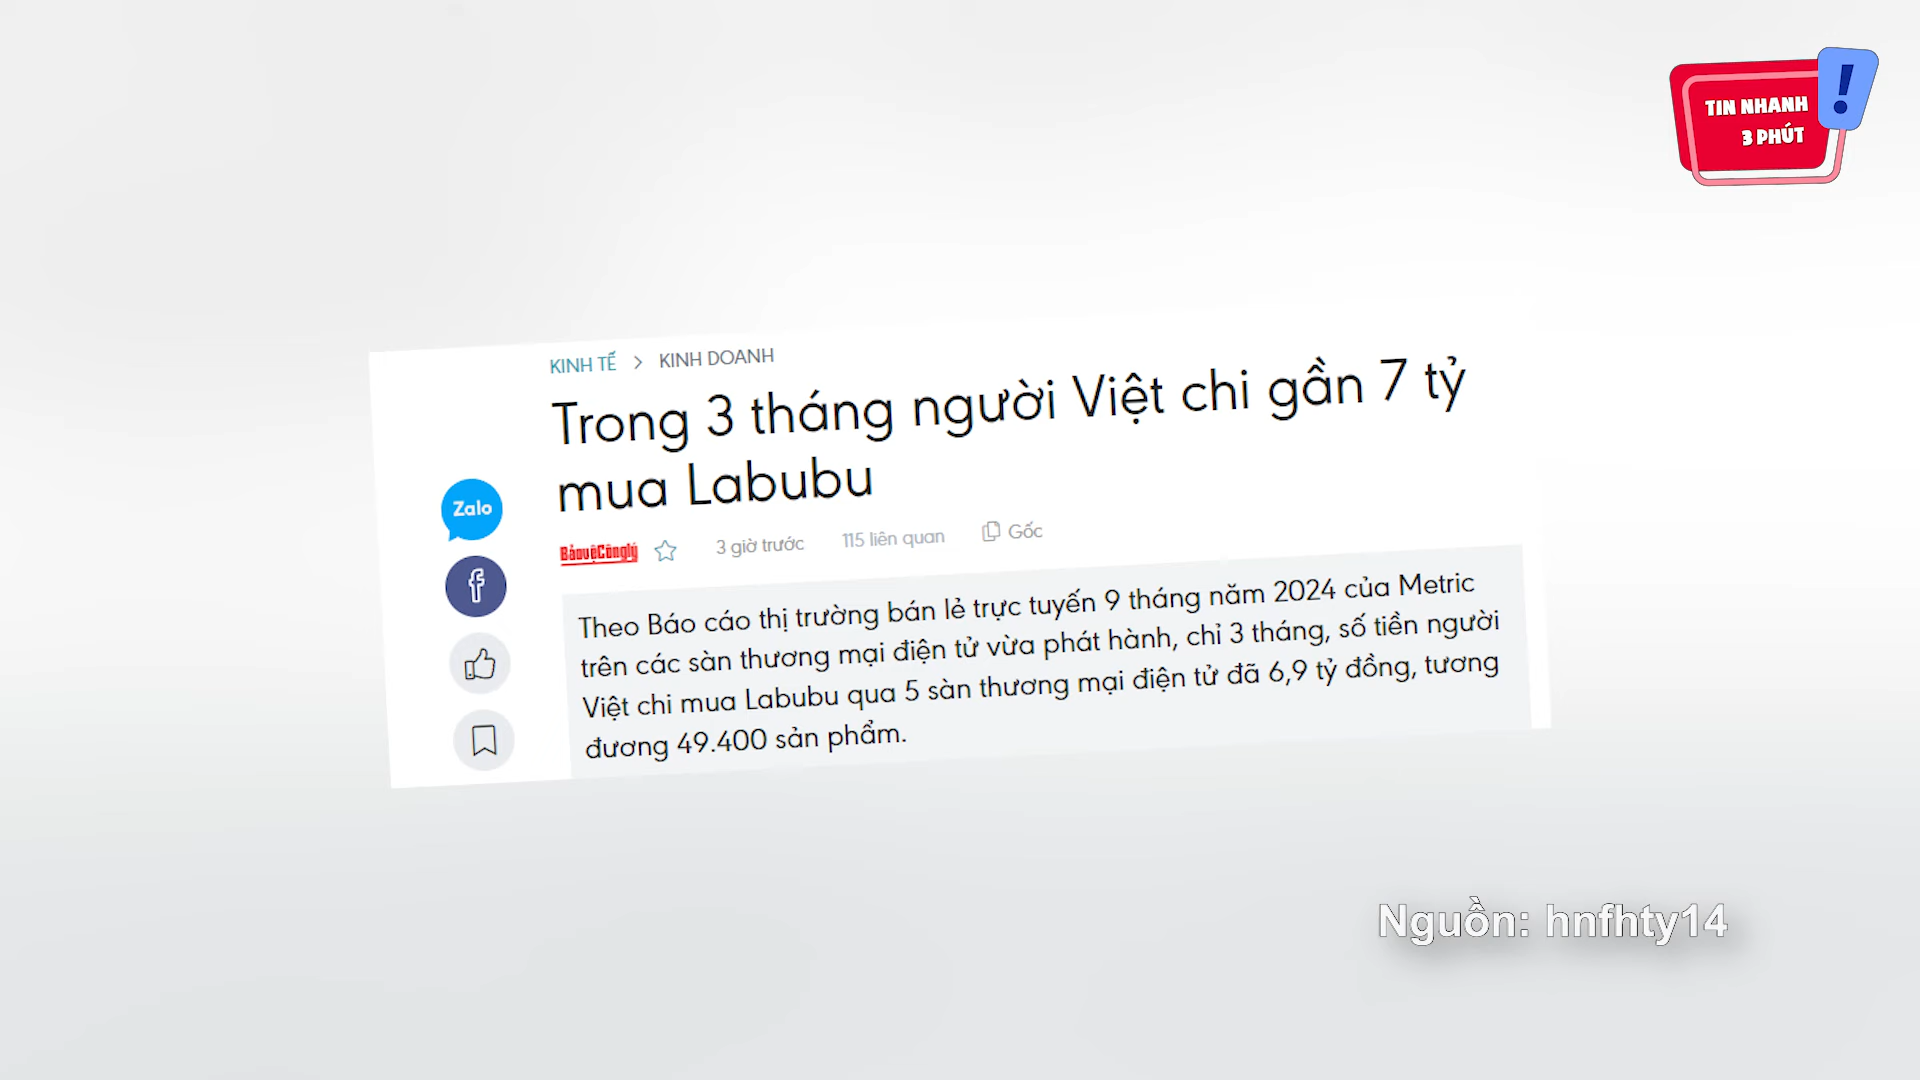 TIN NHANH
3 PHÚT
!
KINH TẾ > KINH DOANH
Trong 3 tháng người Việt chi gần 7 tỷ
mua Labubu
Zalo
BảovệCônglý 3 giờ trước 115 liên quan Gốc
f
Theo Báo cáo thị trường bán lẻ trực tuyến 9 tháng năm 2024 của Metric
trên các sàn thương mại điện tử vừa phát hành, chỉ 3 tháng, số tiền người
Việt chi mua Labubu qua 5 sàn thương mại điện tử đã 6,9 tỷ đồng, tương
đương 49.400 sản phẩm.
Nguồn: hnfhty14